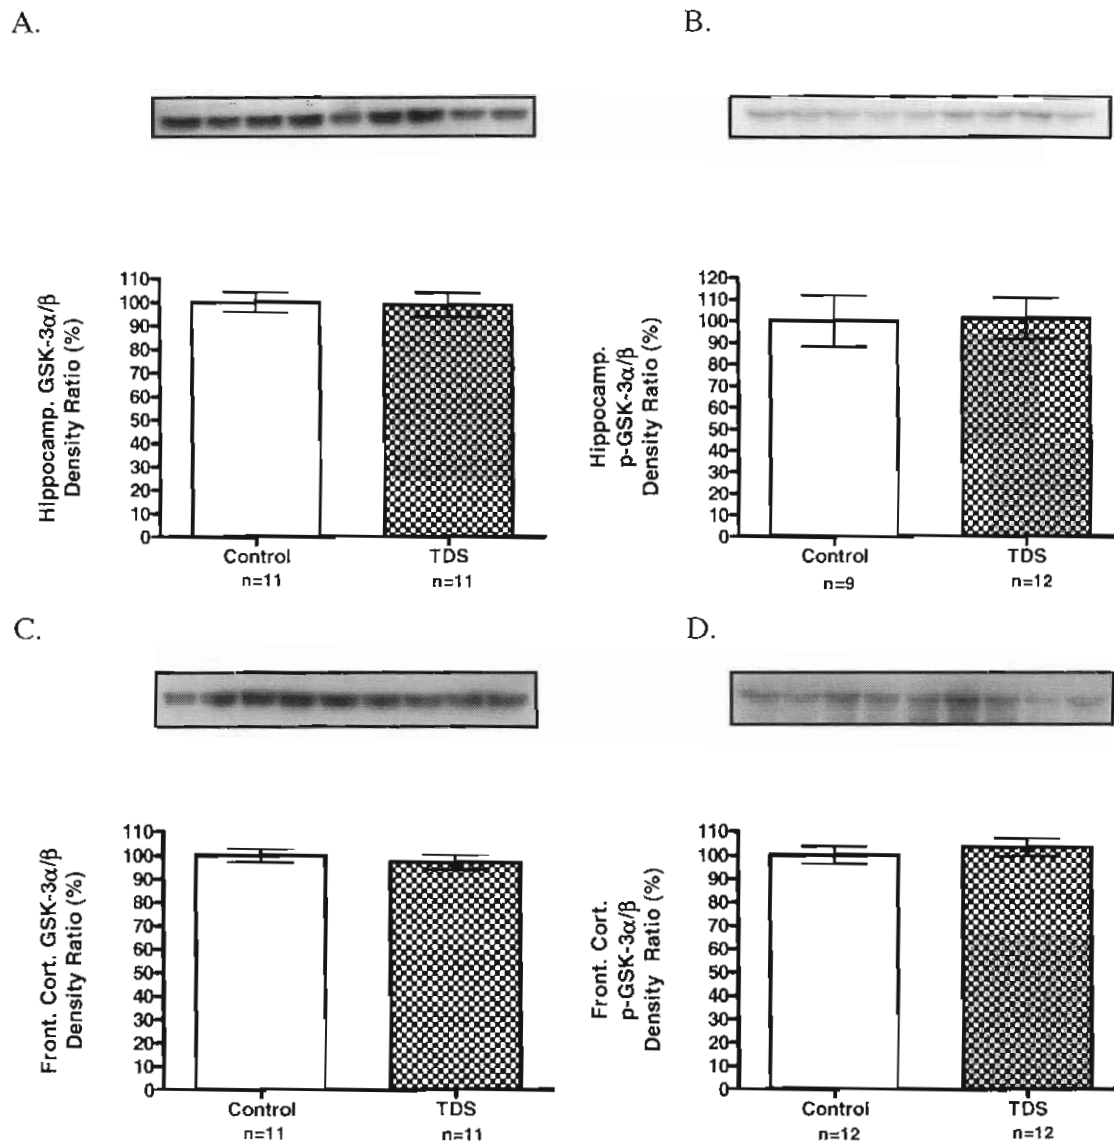 A.
B.
Hippocamp. GSK-3α/β
Density Ratio (%)
110
100
90
80
70
60
50
40
30
20
10
0
Control
TDS
n=11
n=11
Hippocamp.
p-GSK-3α/β
Density Ratio (%)
120
110
100
90
80
70
60
50
40
30
20
10
0
Control
TDS
n=9
n=12
C.
D.
Front. Cort. GSK-3α/β
Density Ratio (%)
110
100
90
80
70
60
50
40
30
20
10
0
Control
TDS
n=11
n=11
Front. Cort.
p-GSK-3α/β
Density Ratio (%)
110
100
90
80
70
60
50
40
30
20
10
0
Control
TDS
n=12
n=12